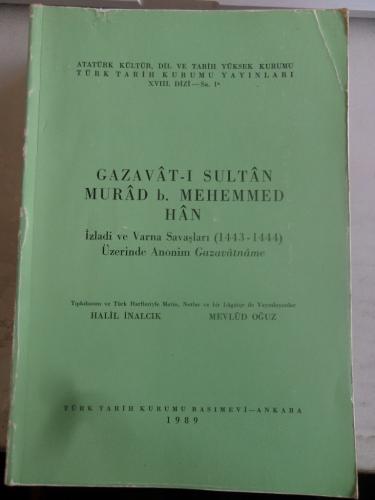 ATATÜRK KÜLTÜR, DİL VE TARİH YÜKSEK KURUMU
TÜRK TARİH KURUMU YAYINLARI
XVIII. DİZİ—Sa. 1ª
GAZAVÂT-I SULTÂN
MURÂD b. MEHEMMED
HÂN
İzladi ve Varna Savaşları (1443-1444)
Üzerinde Anonim Gazavâtnâme
Tıpkıbasım ve Türk Harfleriyle Metin, Notlar ve bir Lûgatçe ile Yayınlayanlar
HALİL İNALCIK MEVLÛD OĞUZ
TÜRK TARİH KURUMU BASIMEVİ—ANKARA
1989